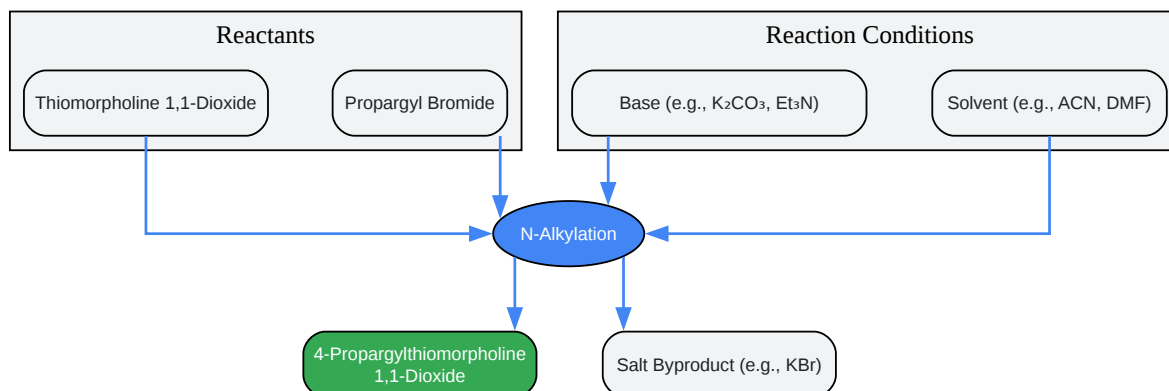 Reactants
Reaction Conditions
Thiomorpholine 1,1-Dioxide
Propargyl Bromide
Base (e.g., K₂CO₃, Et₃N)
Solvent (e.g., ACN, DMF)
N-Alkylation
4-Propargylthiomorpholine
1,1-Dioxide
Salt Byproduct (e.g., KBr)